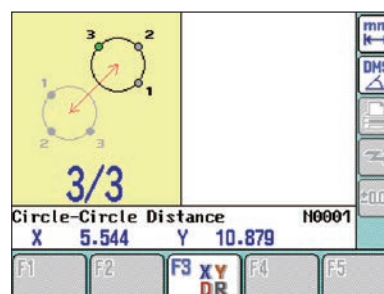 3 2
1
1
2 3
3/3
Circle-Circle Distance N0001
X 5.544 Y 10.879
F1 F2 F3 XY DR F4 F5
mm
DMS
±0.0